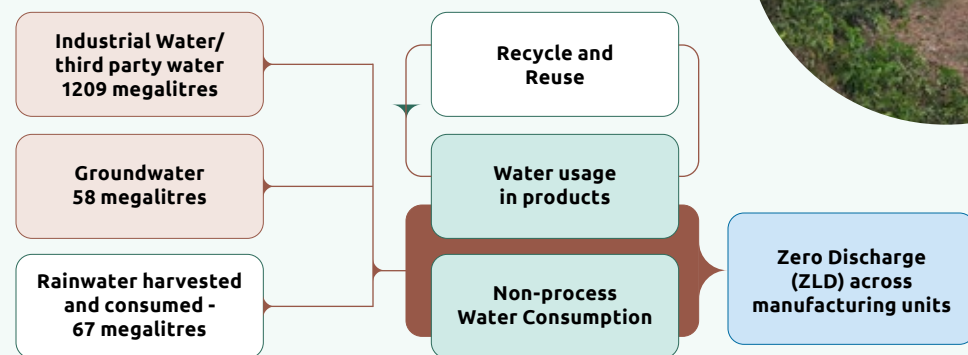 Industrial Water/
third party water
1209 megalitres
Groundwater
58 megalitres
Rainwater harvested
and consumed -
67 megalitres
Recycle and
Reuse
Water usage
in products
Non-process
Water Consumption
Zero Discharge
(ZLD) across
manufacturing units